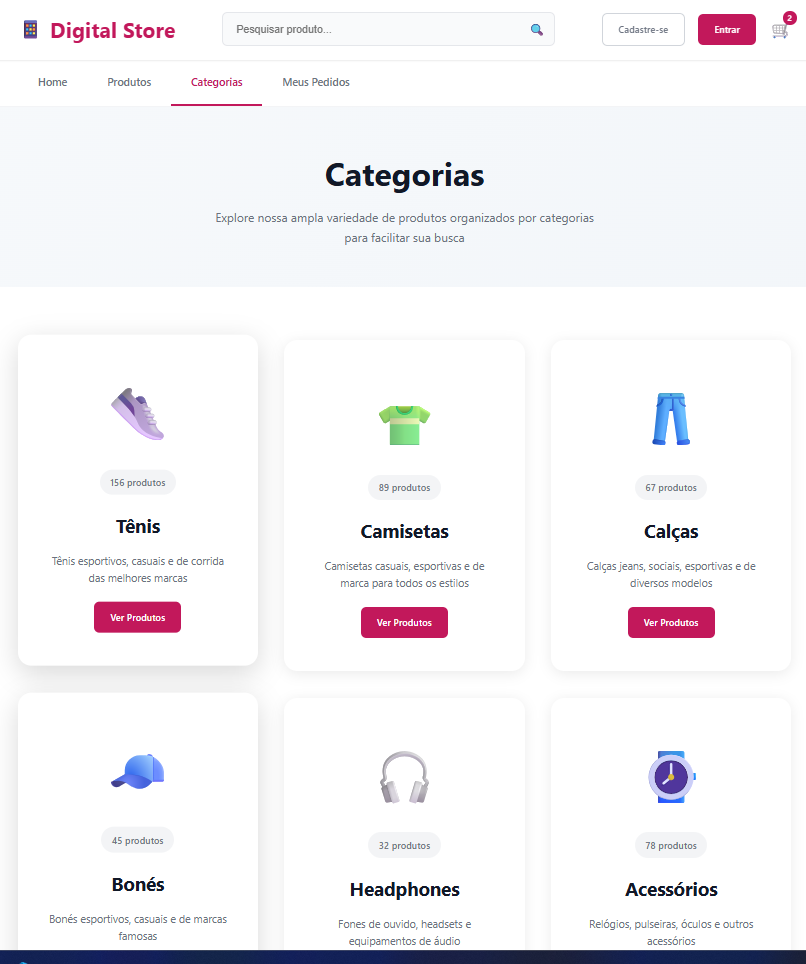 Digital Store
Pesquisar produto...
Cadastre-se
Entrar
2
Home
Produtos
Categorias
Meus Pedidos
Categorias
Explore nossa ampla variedade de produtos organizados por categorias
para facilitar sua busca
156 produtos
Tênis
Tênis esportivos, casuais e de corrida
das melhores marcas
Ver Produtos
89 produtos
Camisetas
Camisetas casuais, esportivas e de
marca para todos os estilos
Ver Produtos
67 produtos
Calças
Calças jeans, sociais, esportivas e de
diversos modelos
Ver Produtos
45 produtos
Bonés
Bonés esportivos, casuais e de marcas
famosas
32 produtos
Headphones
Fones de ouvido, headsets e
equipamentos de áudio
78 produtos
Acessórios
Relógios, pulseiras, óculos e outros
acessórios